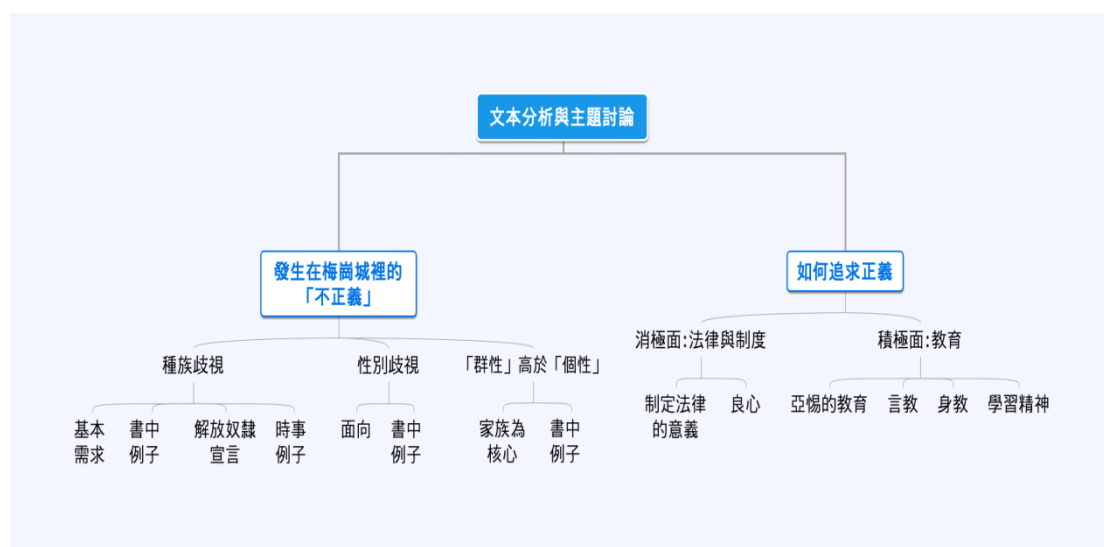 文本分析與主題討論
發生在梅崗城裡的
「不正義」
如何追求正義
種族歧視
性別歧視
「群性」高於「個性」
消極面:法律與制度
積極面:教育
基本
需求
書中
例子
解放奴隸
宣言
時事
例子
面向
書中
例子
家族為
核心
書中
例子
制定法律
的意義
良心
亞惕的教育
言教
身教
學習精神